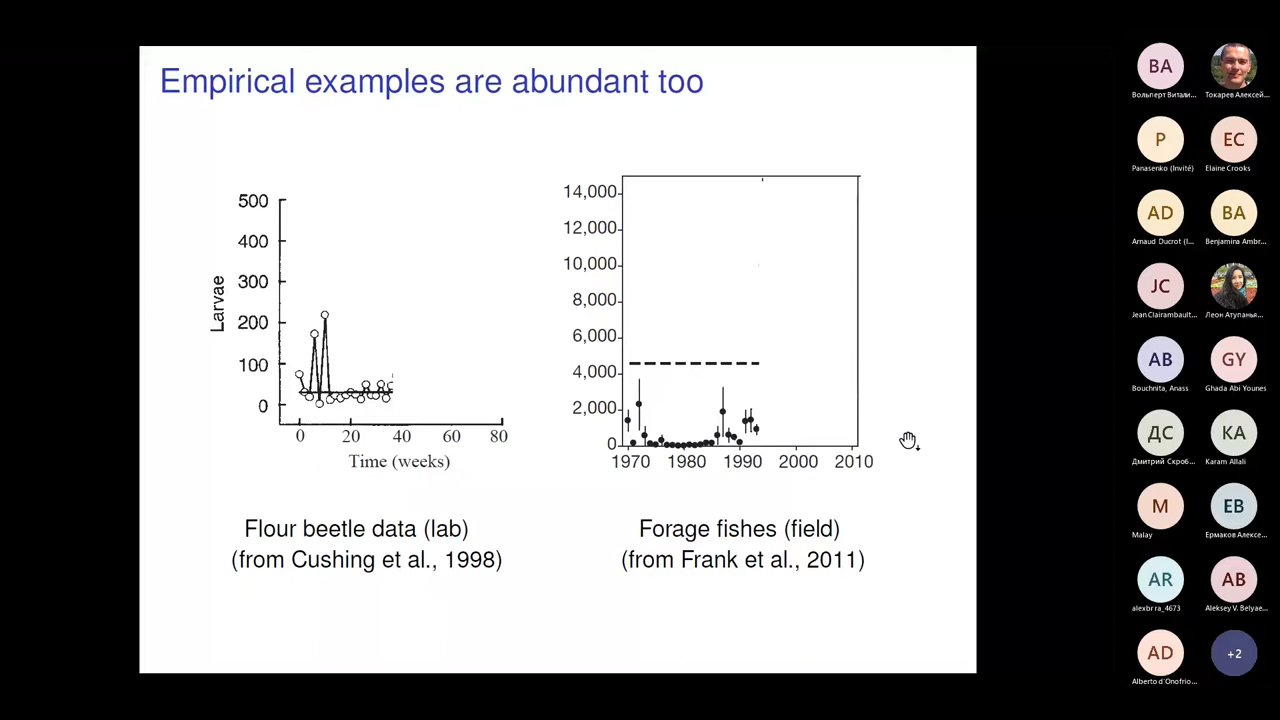 Empirical examples are abundant too
500
400
300
200
100
0
Larvae
0 20 40 60 80
Time (weeks)
14,000
12,000
10,000
8,000
6,000
4,000
2,000
0
1970 1980 1990 2000 2010
Flour beetle data (lab)
(from Cushing et al., 1998)
Forage fishes (field)
(from Frank et al., 2011)
BA
Вольперт Витали...
Токарев Алексей...
P
Panasenko (Invité)
EC
Elaine Crooks
AD
Arnaud Ducrot (I...
BA
Benjamina Ambr...
JC
Jean Clairambault...
Леон Атупанья...
AB
Bouchnita, Anass
GY
Ghada Abi Younes
ДС
Дмитрий Скроб...
KA
Karam Allali
M
Malay
EB
Ермаков Алексе...
AR
alexbr ra_4673
AB
Aleksey V. Belyae...
AD
Alberto d'Onofrio...
+2